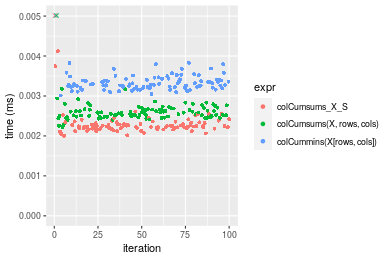 0.005
0.004
0.003
0.002
0.001
0.000
time (ms)
0
25
50
75
100
iteration
expr
colCumsums_X_S
colCumsums(X, rows, cols)
colCummins(X[rows, cols])